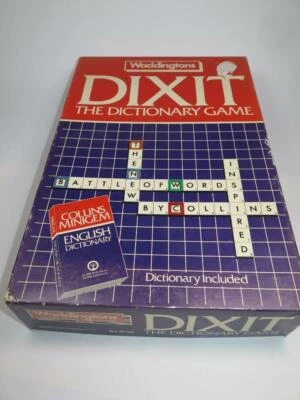 Waddingtons
DIXIT
THE DICTIONARY GAME
THE NEW
BATTLE OF WORDS
INSPIRED
BY COLLINS
COLLINS
MINIGEM
ENGLISH
DICTIONARY
Dictionary Included
Waddingtons
DIXIT
THE DICTIONARY GAME